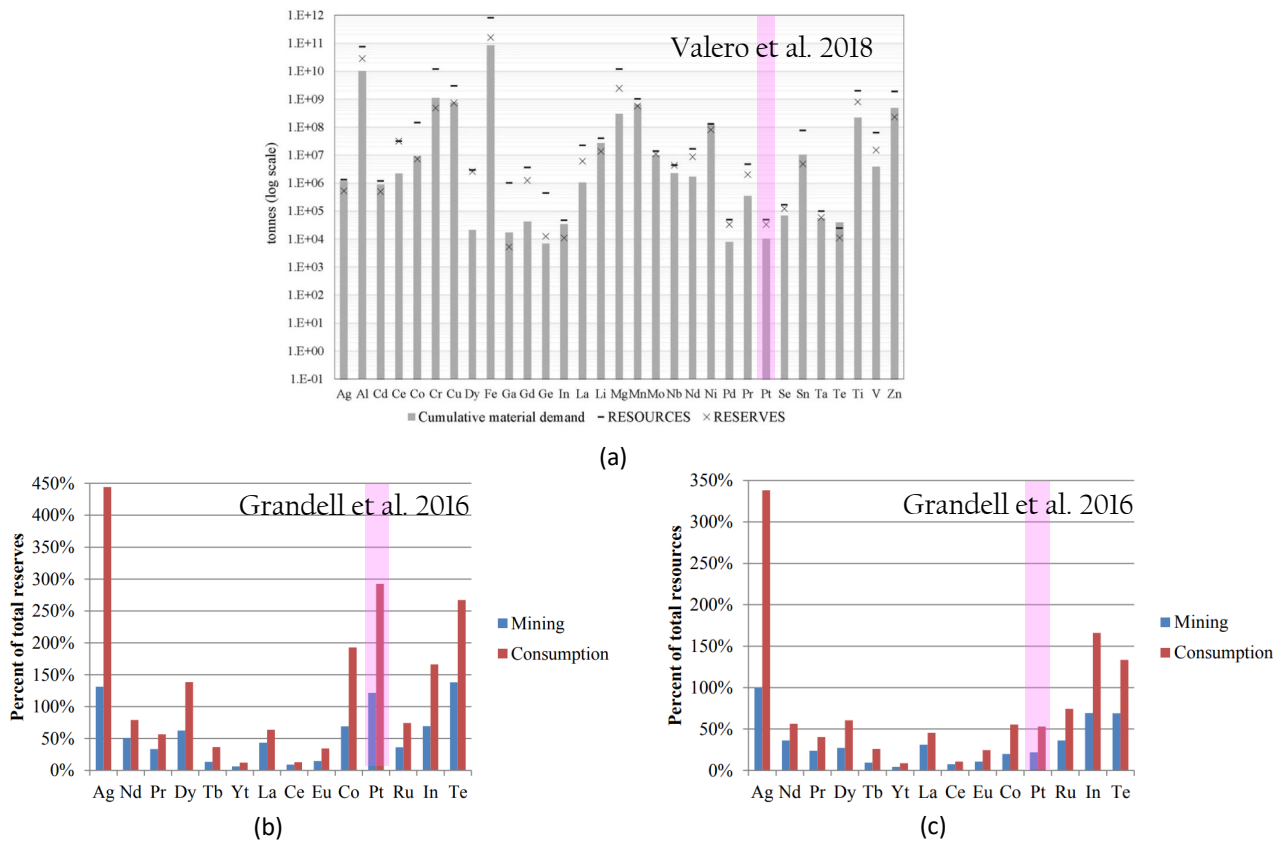 Valero et al. 2018
1.E+12
1.E+11
1.E+10
1.E+09
1.E+08
1.E+07
1.E+06
1.E+05
1.E+04
1.E+03
1.E+02
1.E+01
1.E+00
1.E-01
tonnes (log scale)
Ag Al Cd Ce Co Cr Cu Dy Fe Ga Gd Ge In La Li Mg Mn Mo Nb Nd Ni Pd Pr Pt Se Sn Ta Te Ti V Zn
Cumulative material demand RESOURCES RESERVES
(a)
Grandell et al. 2016
450%
400%
350%
300%
250%
200%
150%
100%
50%
0%
Percent of total reserves
Ag Nd Pr Dy Tb Yt La Ce Eu Co Pt Ru In Te
Mining
Consumption
(b)
Grandell et al. 2016
350%
300%
250%
200%
150%
100%
50%
0%
Percent of total resources
Ag Nd Pr Dy Tb Yt La Ce Eu Co Pt Ru In Te
Mining
Consumption
(c)